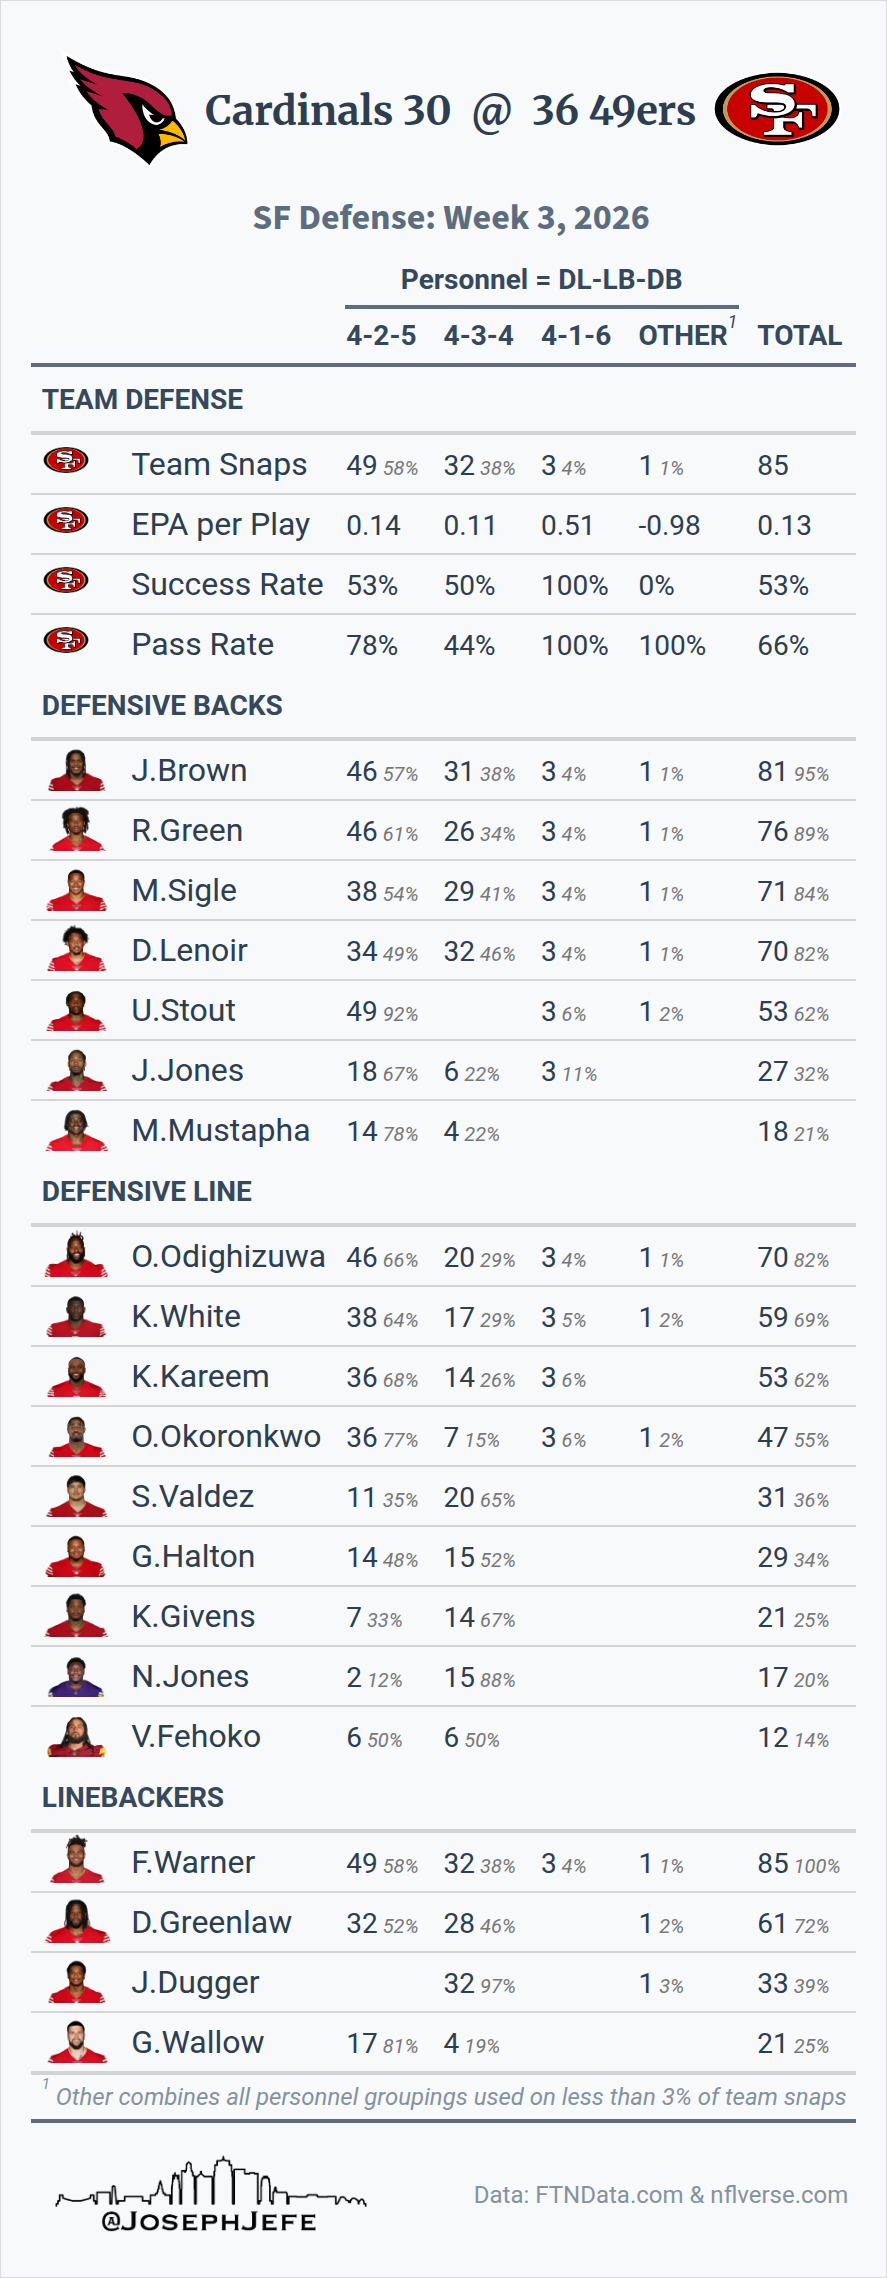 Cardinals 30 @ 36 49ers
SF Defense: Week 3, 2026
Personnel = DL-LB-DB
4-2-5 4-3-4 4-1-6 OTHER1 TOTAL
TEAM DEFENSE
SF Team Snaps 49 58% 32 38% 3 4% 1 1% 85
SF EPA per Play 0.14 0.11 0.51 -0.98 0.13
SF Success Rate 53% 50% 100% 0% 53%
SF Pass Rate 78% 44% 100% 100% 66%
DEFENSIVE BACKS
J.Brown 46 57% 31 38% 3 4% 1 1% 81 95%
R.Green 46 61% 26 34% 3 4% 1 1% 76 89%
M.Sigle 38 54% 29 41% 3 4% 1 1% 71 84%
D.Lenoir 34 49% 32 46% 3 4% 1 1% 70 82%
U.Stout 49 92% 3 6% 1 2% 53 62%
J.Jones 18 67% 6 22% 3 11% 27 32%
M.Mustapha 14 78% 4 22% 18 21%
DEFENSIVE LINE
O.Odighizuwa 46 66% 20 29% 3 4% 1 1% 70 82%
K.White 38 64% 17 29% 3 5% 1 2% 59 69%
K.Kareem 36 68% 14 26% 3 6% 53 62%
O.Okoronkwo 36 77% 7 15% 3 6% 1 2% 47 55%
S.Valdez 11 35% 20 65% 31 36%
G.Halton 14 48% 15 52% 29 34%
K.Givens 7 33% 14 67% 21 25%
N.Jones 2 12% 15 88% 17 20%
V.Fehoko 6 50% 6 50% 12 14%
LINEBACKERS
F.Warner 49 58% 32 38% 3 4% 1 1% 85 100%
D.Greenlaw 32 52% 28 46% 1 2% 61 72%
J.Dugger 32 97% 1 3% 33 39%
G.Wallow 17 81% 4 19% 21 25%
1 Other combines all personnel groupings used on less than 3% of team snaps
@JOSEPHJEFE
Data: FTNData.com & nflverse.com